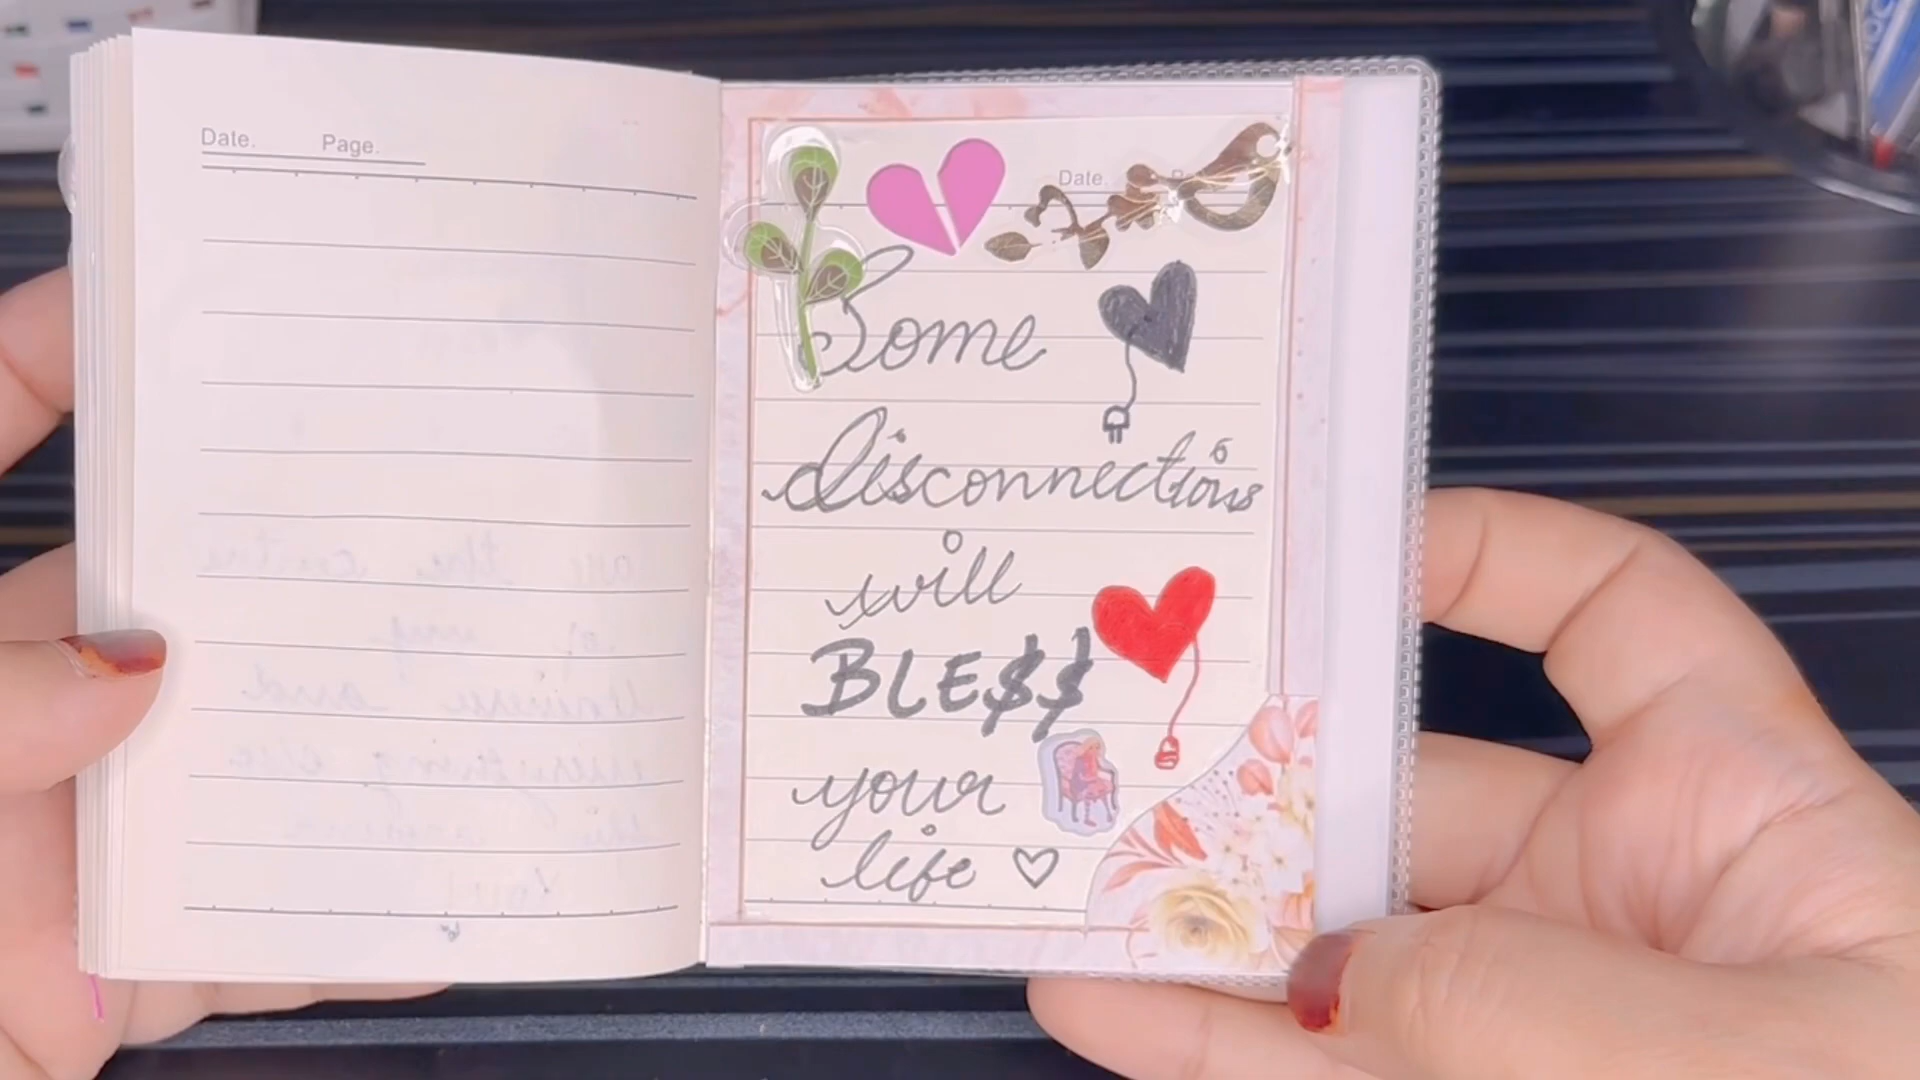 Date. Page.
Date.
Some
disconnections
will
BLE$$
your
life